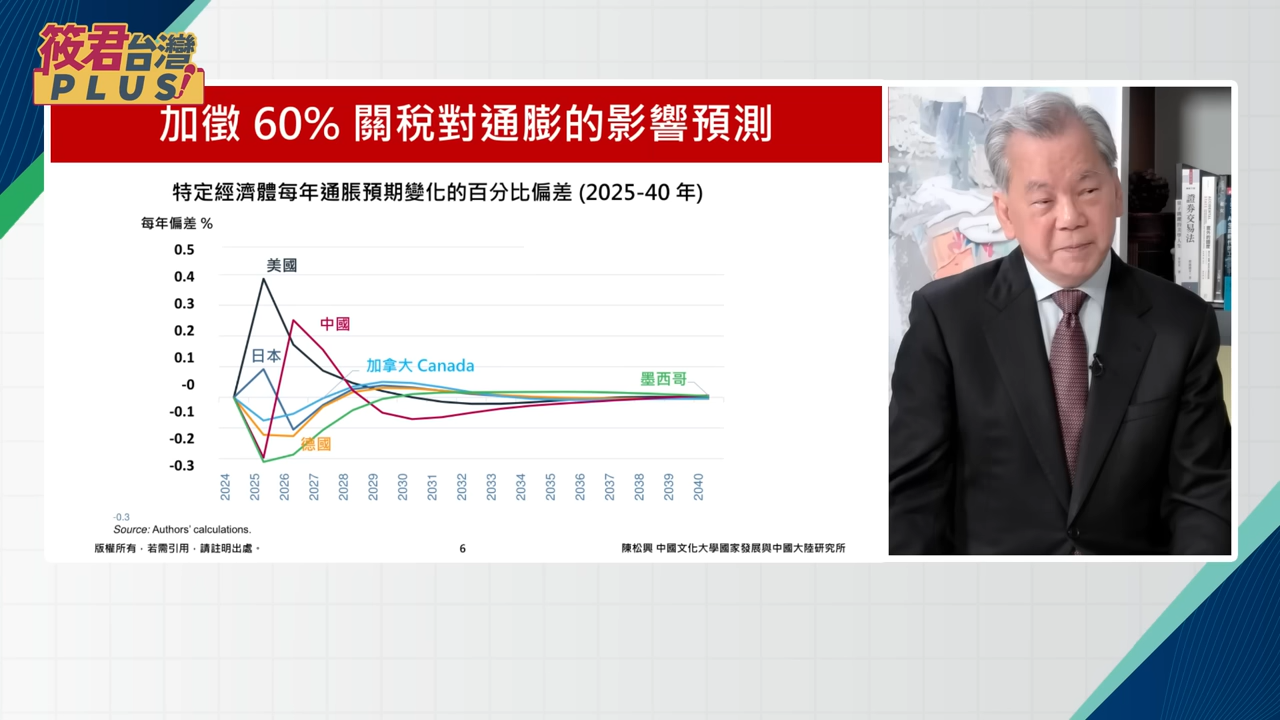 筱君台灣
PLUS!
加徵 60% 關稅對通膨的影響預測
特定經濟體每年通脹預期變化的百分比偏差 (2025-40 年)
每年偏差 %
0.5
0.4
0.3
0.2
0.1
-0
-0.1
-0.2
-0.3
美國
中國
日本
加拿大 Canada
墨西哥
德國
2024
2025
2026
2027
2028
2029
2030
2031
2032
2033
2034
2035
2036
2037
2038
2039
2040
-0.3
Source: Authors' calculations.
版權所有，若需引用，請註明出處。
6
陳松興 中國文化大學國家發展與中國大陸研究所
證券交易法